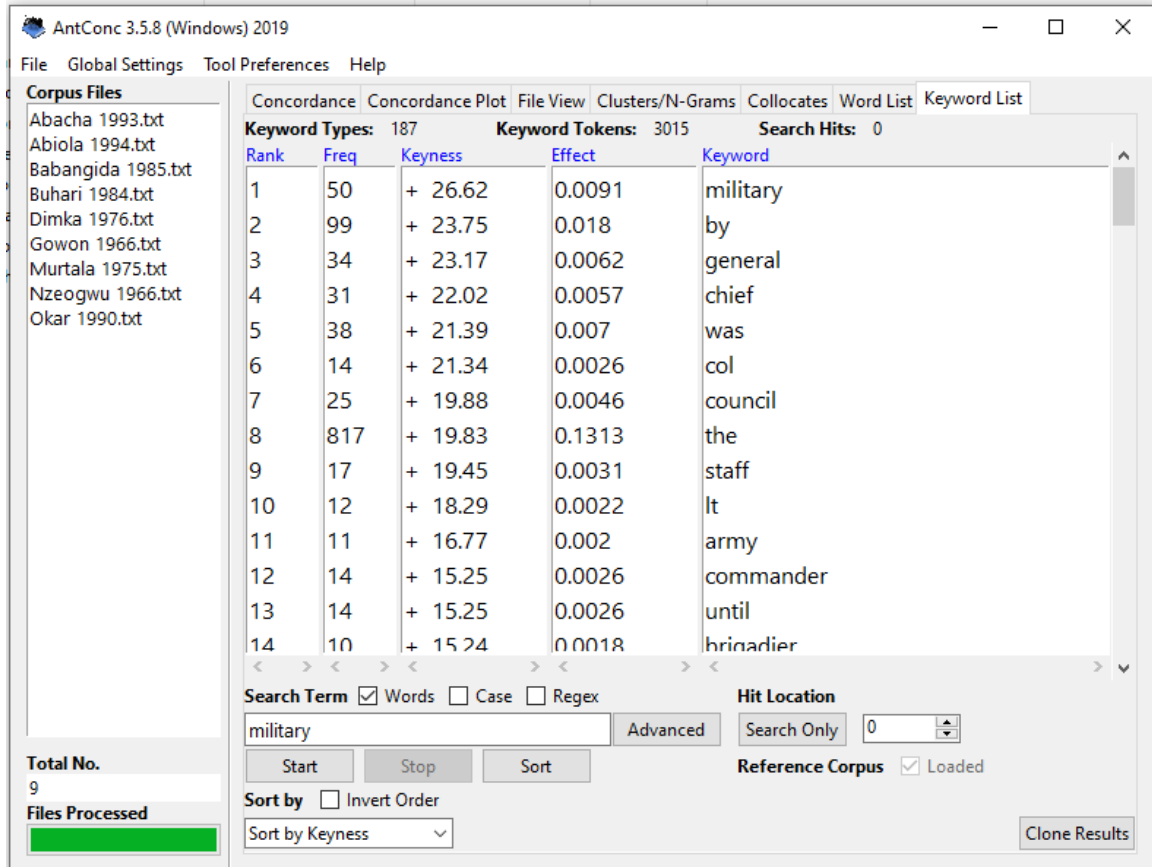 AntConc 3.5.8 (Windows) 2019
File Global Settings Tool Preferences Help
Corpus Files
Abacha 1993.txt
Abiola 1994.txt
Babangida 1985.txt
Buhari 1984.txt
Dimka 1976.txt
Gowon 1966.txt
Murtala 1975.txt
Nzeogwu 1966.txt
Okar 1990.txt
Total No.
9
Files Processed
Concordance Concordance Plot File View Clusters/N-Grams Collocates Word List Keyword List
Keyword Types: 187 Keyword Tokens: 3015 Search Hits: 0
Rank Freq Keyness Effect Keyword
1 50 + 26.62 0.0091 military
2 99 + 23.75 0.018 by
3 34 + 23.17 0.0062 general
4 31 + 22.02 0.0057 chief
5 38 + 21.39 0.007 was
6 14 + 21.34 0.0026 col
7 25 + 19.88 0.0046 council
8 817 + 19.83 0.1313 the
9 17 + 19.45 0.0031 staff
10 12 + 18.29 0.0022 lt
11 11 + 16.77 0.002 army
12 14 + 15.25 0.0026 commander
13 14 + 15.25 0.0026 until
14 10 + 15.24 0.0018 brigadier
Search Term Words Case Regex Hit Location
military Advanced Search Only 0
Start Stop Sort Reference Corpus Loaded
Sort by Invert Order
Sort by Keyness Clone Results